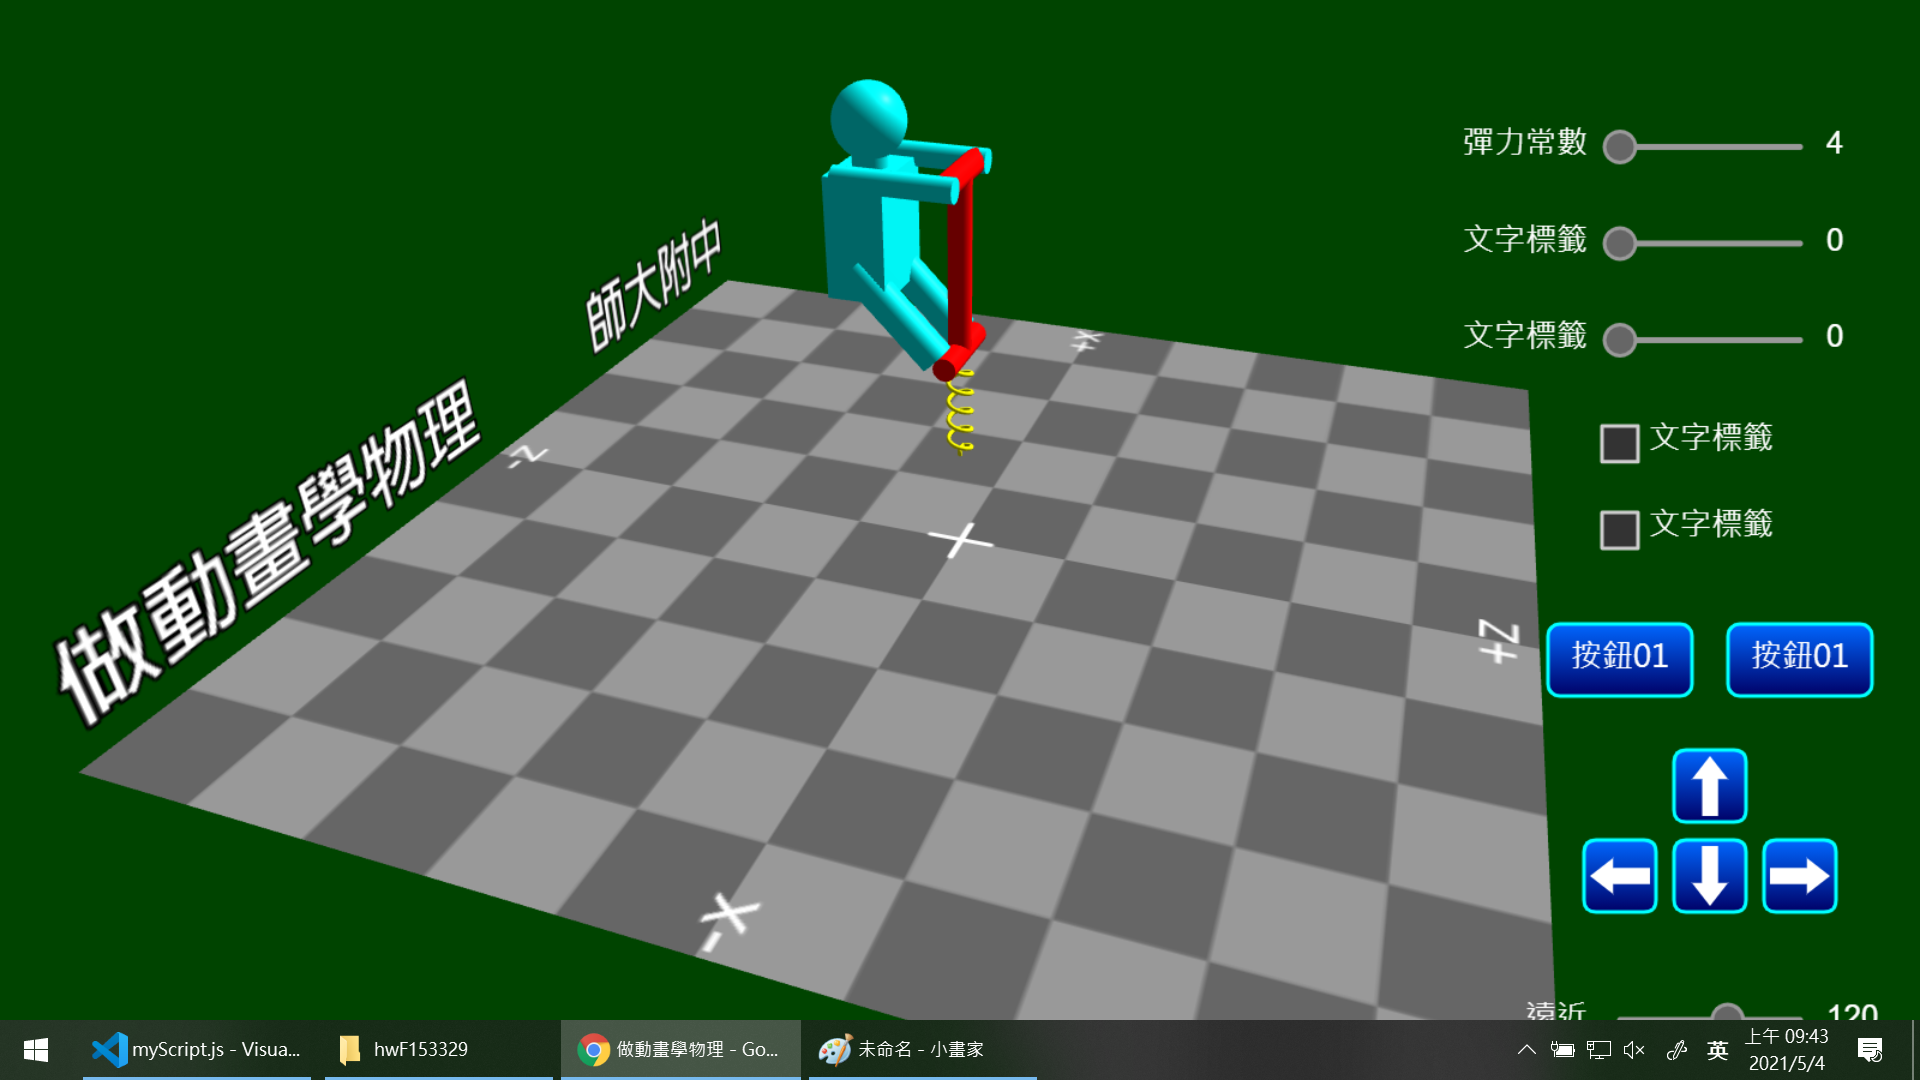 師大附中
做動畫學物理
-Z
+X
+Z
-X
彈力常數 4
文字標籤 0
文字標籤 0
文字標籤
文字標籤
按鈕01 按鈕01
遠近 120
myScript.js - Visua...
hwF153329
做動畫學物理 - Go...
未命名 - 小畫家
英
上午 09:43
2021/5/4